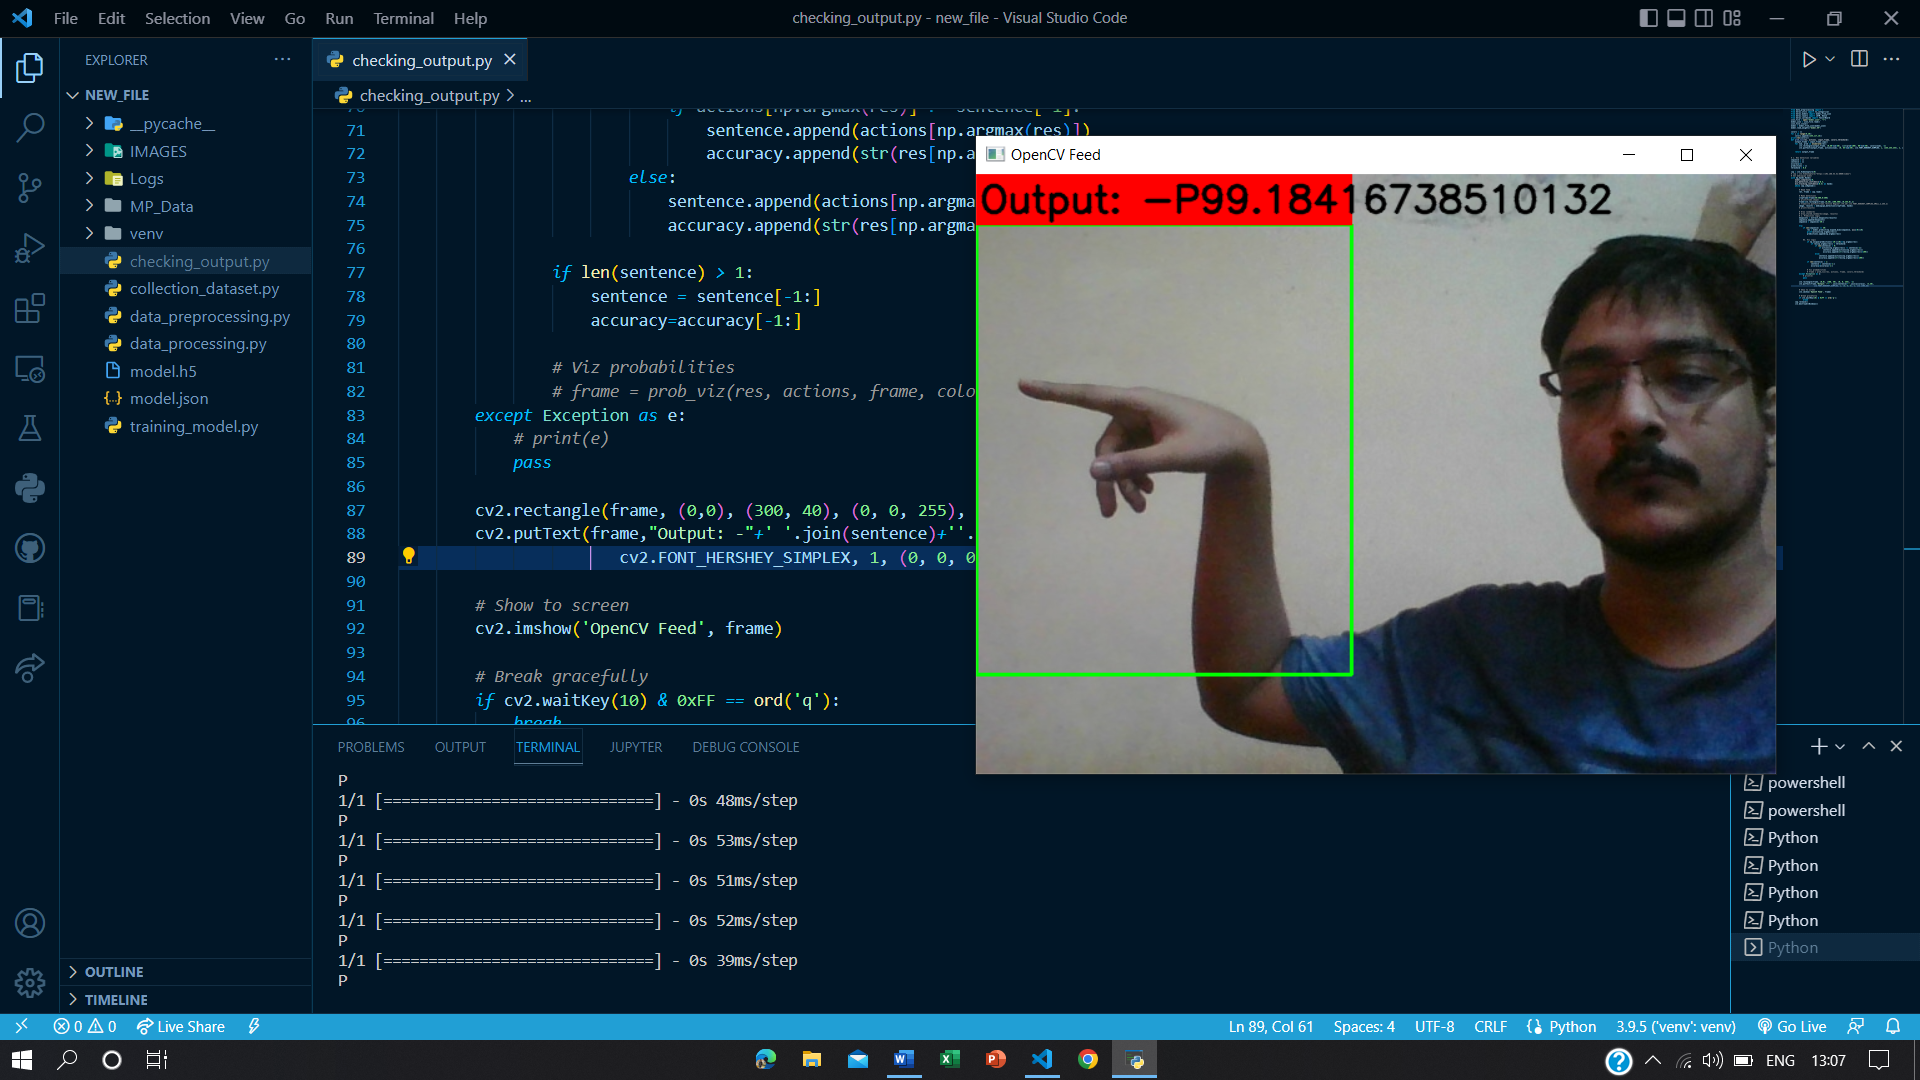 File Edit Selection View Go Run Terminal Help
checking_output.py - new_file - Visual Studio Code
EXPLORER
NEW_FILE
__pycache__
IMAGES
Logs
MP_Data
venv
checking_output.py
collection_dataset.py
data_preprocessing.py
data_processing.py
model.h5
model.json
training_model.py
OUTLINE
TIMELINE
checking_output.py
checking_output.py > ...
71 sentence.append(actions[np.argmax(res)])
72 accuracy.append(str(res[np.a
73 else:
74 sentence.append(actions[np.argma
75 accuracy.append(str(res[np.argma
76
77 if len(sentence) > 1:
78 sentence = sentence[-1:]
79 accuracy=accuracy[-1:]
80
81 # Viz probabilities
82 # frame = prob_viz(res, actions, frame, colo
83 except Exception as e:
84 # print(e)
85 pass
86
87 cv2.rectangle(frame, (0,0), (300, 40), (0, 0, 255),
88 cv2.putText(frame,"Output: -"+' '.join(sentence)+''.
89 cv2.FONT_HERSHEY_SIMPLEX, 1, (0, 0, 0
90
91 # Show to screen
92 cv2.imshow('OpenCV Feed', frame)
93
94 # Break gracefully
95 if cv2.waitKey(10) & 0xFF == ord('q'):
96 break
OpenCV Feed
Output: -P99.18416738510132
PROBLEMS OUTPUT TERMINAL JUPYTER DEBUG CONSOLE
P
1/1 [==============================] - 0s 48ms/step
P
1/1 [==============================] - 0s 53ms/step
P
1/1 [==============================] - 0s 51ms/step
P
1/1 [==============================] - 0s 52ms/step
P
1/1 [==============================] - 0s 39ms/step
P
powershell
powershell
Python
Python
Python
Python
Python
0 0 Live Share
Ln 89, Col 61 Spaces: 4 UTF-8 CRLF Python 3.9.5 ('venv': venv) Go Live
ENG 13:07